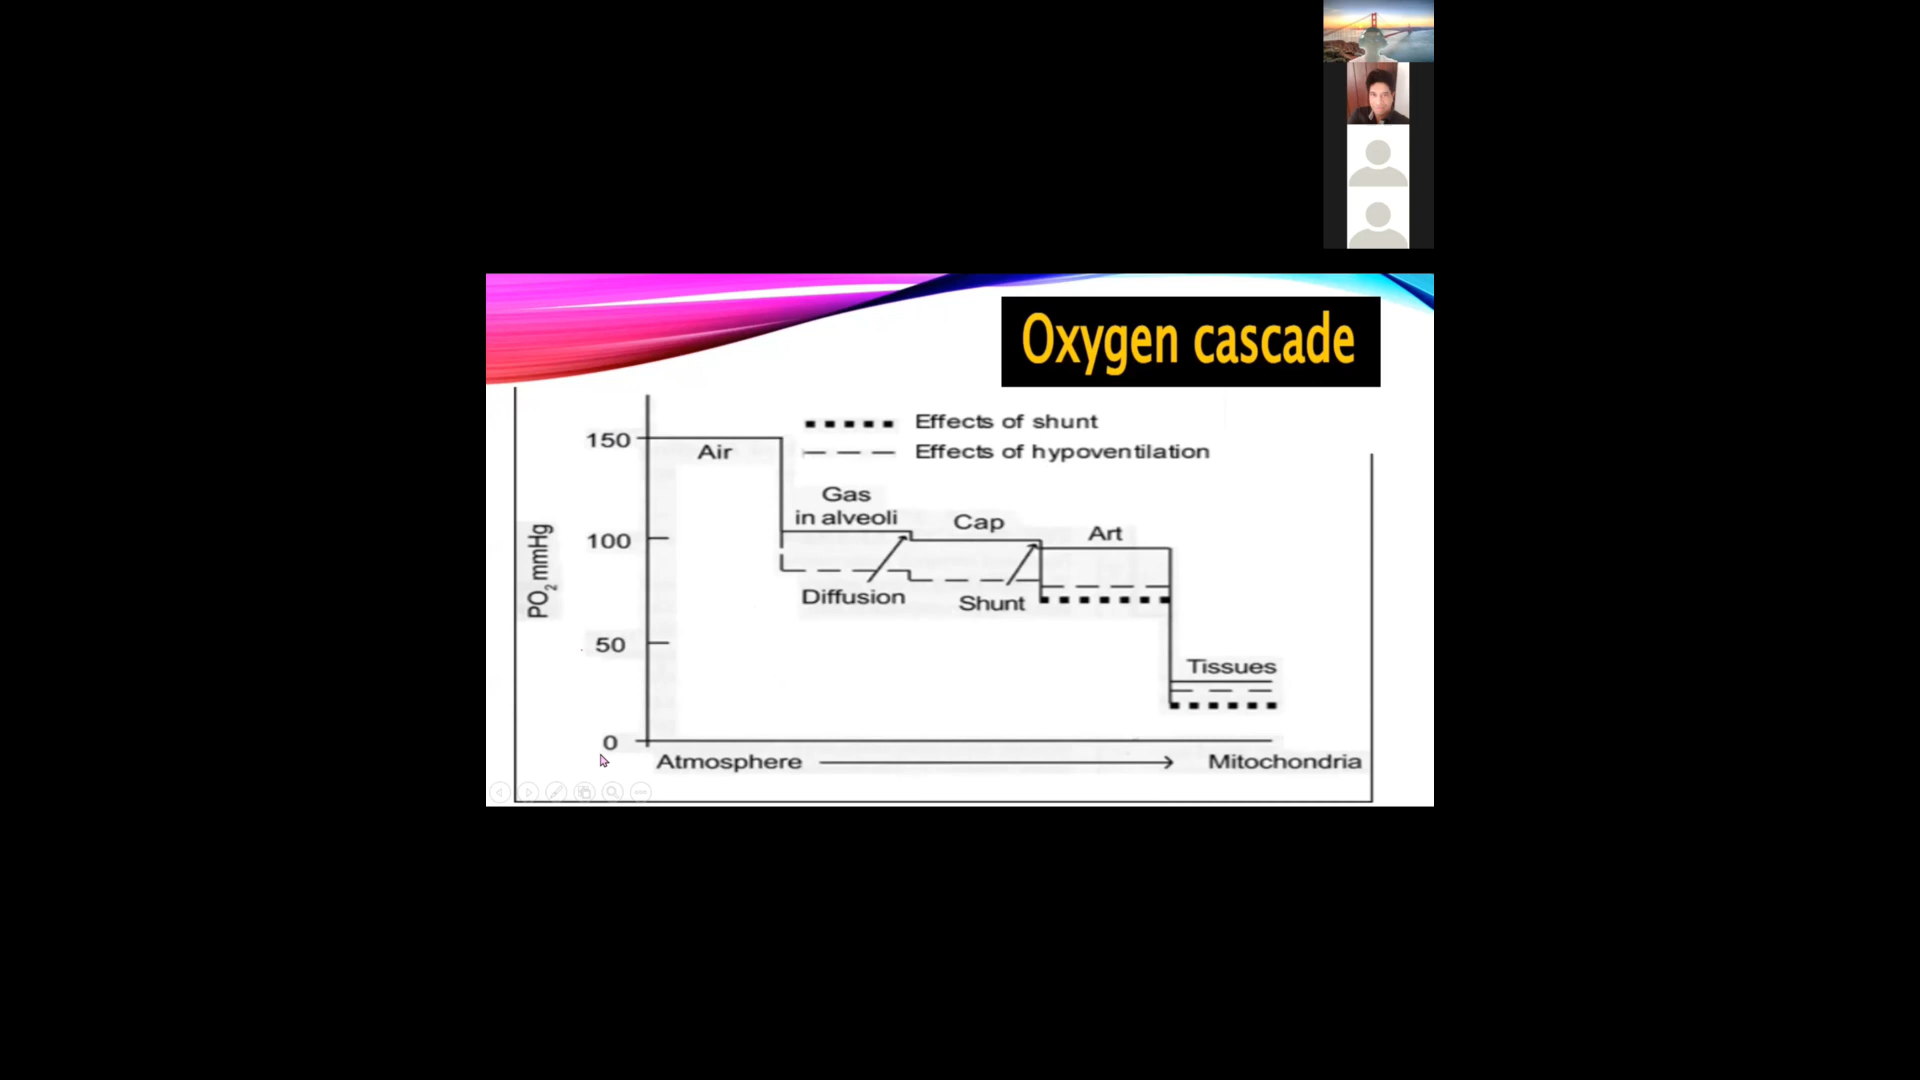 Oxygen cascade
Effects of shunt
Effects of hypoventilation
150
Air
Gas
in alveoli
Cap
Art
100
PO2 mmHg
Diffusion
Shunt
50
Tissues
0
Atmosphere
Mitochondria